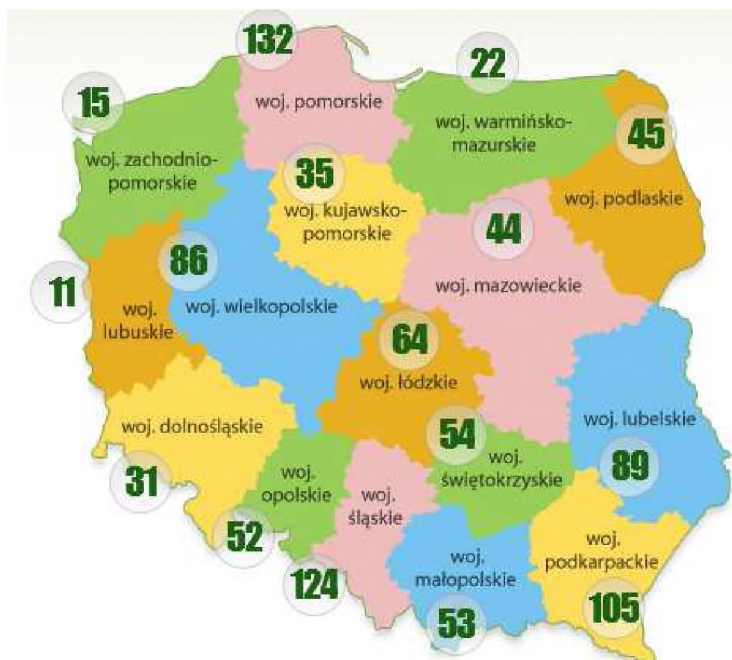 132
woj. pomorskie
22
woj. warmińsko-
mazurskie
15
woj. zachodnio-
pomorskie
45
woj. podlaskie
35
woj. kujawsko-
pomorskie
44
woj. mazowieckie
86
woj. wielkopolskie
11
woj.
lubuskie
64
woj. łódzkie
woj. lubelskie
89
woj. dolnośląskie
31
54
woj.
świętokrzyskie
woj.
opolskie
52
woj.
śląskie
124
woj.
małopolskie
53
woj.
podkarpackie
105